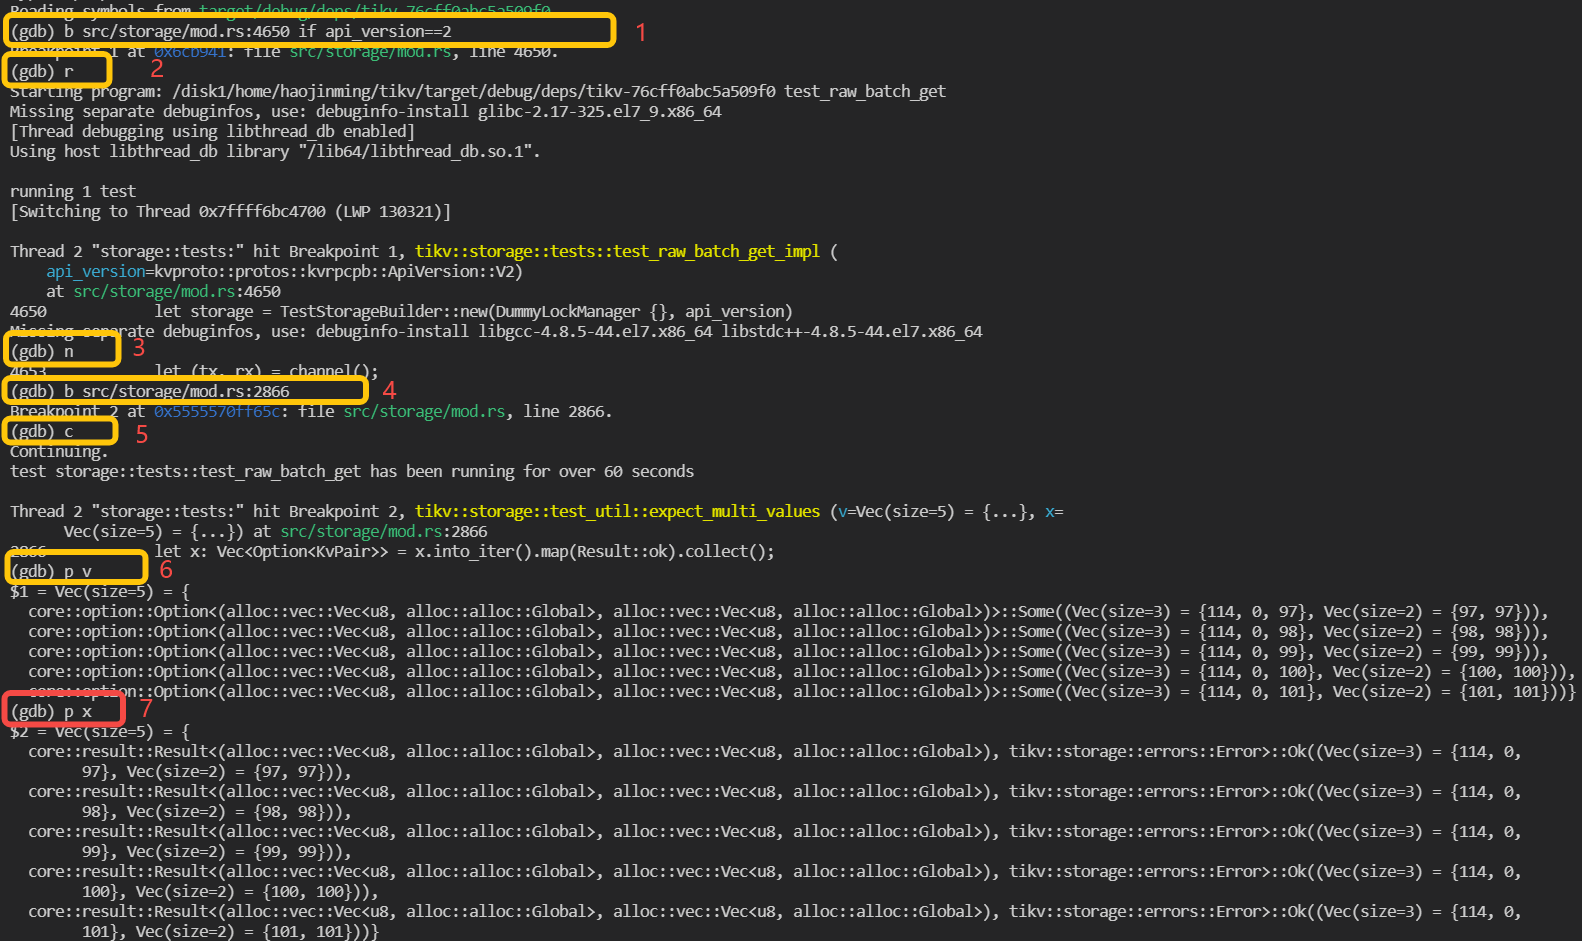 Reading symbols from target/debug/deps/tikv-76cff0abc5a509f0
(gdb) b src/storage/mod.rs:4650 if api_version==2 1
Breakpoint 1 at 0x6cb941: file src/storage/mod.rs, line 4650.
(gdb) r 2
Starting program: /disk1/home/haojinming/tikv/target/debug/deps/tikv-76cff0abc5a509f0 test_raw_batch_get
Missing separate debuginfos, use: debuginfo-install glibc-2.17-325.el7_9.x86_64
[Thread debugging using libthread_db enabled]
Using host libthread_db library "/lib64/libthread_db.so.1".
running 1 test
[Switching to Thread 0x7ffff6bc4700 (LWP 130321)]
Thread 2 "storage::tests:" hit Breakpoint 1, tikv::storage::tests::test_raw_batch_get_impl (
api_version=kvproto::protos::kvrpcpb::ApiVersion::V2)
at src/storage/mod.rs:4650
4650 let storage = TestStorageBuilder::new(DummyLockManager {}, api_version)
Missing separate debuginfos, use: debuginfo-install libgcc-4.8.5-44.el7.x86_64 libstdc++-4.8.5-44.el7.x86_64
(gdb) n 3
4653 let (tx, rx) = channel();
(gdb) b src/storage/mod.rs:2866 4
Breakpoint 2 at 0x5555570ff65c: file src/storage/mod.rs, line 2866.
(gdb) c 5
Continuing.
test storage::tests::test_raw_batch_get has been running for over 60 seconds
Thread 2 "storage::tests:" hit Breakpoint 2, tikv::storage::test_util::expect_multi_values (v=Vec(size=5) = {...}, x=
Vec(size=5) = {...}) at src/storage/mod.rs:2866
2866 let x: Vec<Option<KvPair>> = x.into_iter().map(Result::ok).collect();
(gdb) p v 6
$1 = Vec(size=5) = {
core::option::Option<(alloc::vec::Vec<u8, alloc::alloc::Global>, alloc::vec::Vec<u8, alloc::alloc::Global>)>::Some((Vec(size=3) = {114, 0, 97}, Vec(size=2) = {97, 97})),
core::option::Option<(alloc::vec::Vec<u8, alloc::alloc::Global>, alloc::vec::Vec<u8, alloc::alloc::Global>)>::Some((Vec(size=3) = {114, 0, 98}, Vec(size=2) = {98, 98})),
core::option::Option<(alloc::vec::Vec<u8, alloc::alloc::Global>, alloc::vec::Vec<u8, alloc::alloc::Global>)>::Some((Vec(size=3) = {114, 0, 99}, Vec(size=2) = {99, 99})),
core::option::Option<(alloc::vec::Vec<u8, alloc::alloc::Global>, alloc::vec::Vec<u8, alloc::alloc::Global>)>::Some((Vec(size=3) = {114, 0, 100}, Vec(size=2) = {100, 100})),
core::option::Option<(alloc::vec::Vec<u8, alloc::alloc::Global>, alloc::vec::Vec<u8, alloc::alloc::Global>)>::Some((Vec(size=3) = {114, 0, 101}, Vec(size=2) = {101, 101}))}
(gdb) p x 7
$2 = Vec(size=5) = {
core::result::Result<(alloc::vec::Vec<u8, alloc::alloc::Global>, alloc::vec::Vec<u8, alloc::alloc::Global>), tikv::storage::errors::Error>::Ok((Vec(size=3) = {114, 0,
97}, Vec(size=2) = {97, 97})),
core::result::Result<(alloc::vec::Vec<u8, alloc::alloc::Global>, alloc::vec::Vec<u8, alloc::alloc::Global>), tikv::storage::errors::Error>::Ok((Vec(size=3) = {114, 0,
98}, Vec(size=2) = {98, 98})),
core::result::Result<(alloc::vec::Vec<u8, alloc::alloc::Global>, alloc::vec::Vec<u8, alloc::alloc::Global>), tikv::storage::errors::Error>::Ok((Vec(size=3) = {114, 0,
99}, Vec(size=2) = {99, 99})),
core::result::Result<(alloc::vec::Vec<u8, alloc::alloc::Global>, alloc::vec::Vec<u8, alloc::alloc::Global>), tikv::storage::errors::Error>::Ok((Vec(size=3) = {114, 0,
100}, Vec(size=2) = {100, 100})),
core::result::Result<(alloc::vec::Vec<u8, alloc::alloc::Global>, alloc::vec::Vec<u8, alloc::alloc::Global>), tikv::storage::errors::Error>::Ok((Vec(size=3) = {114, 0,
101}, Vec(size=2) = {101, 101}))}